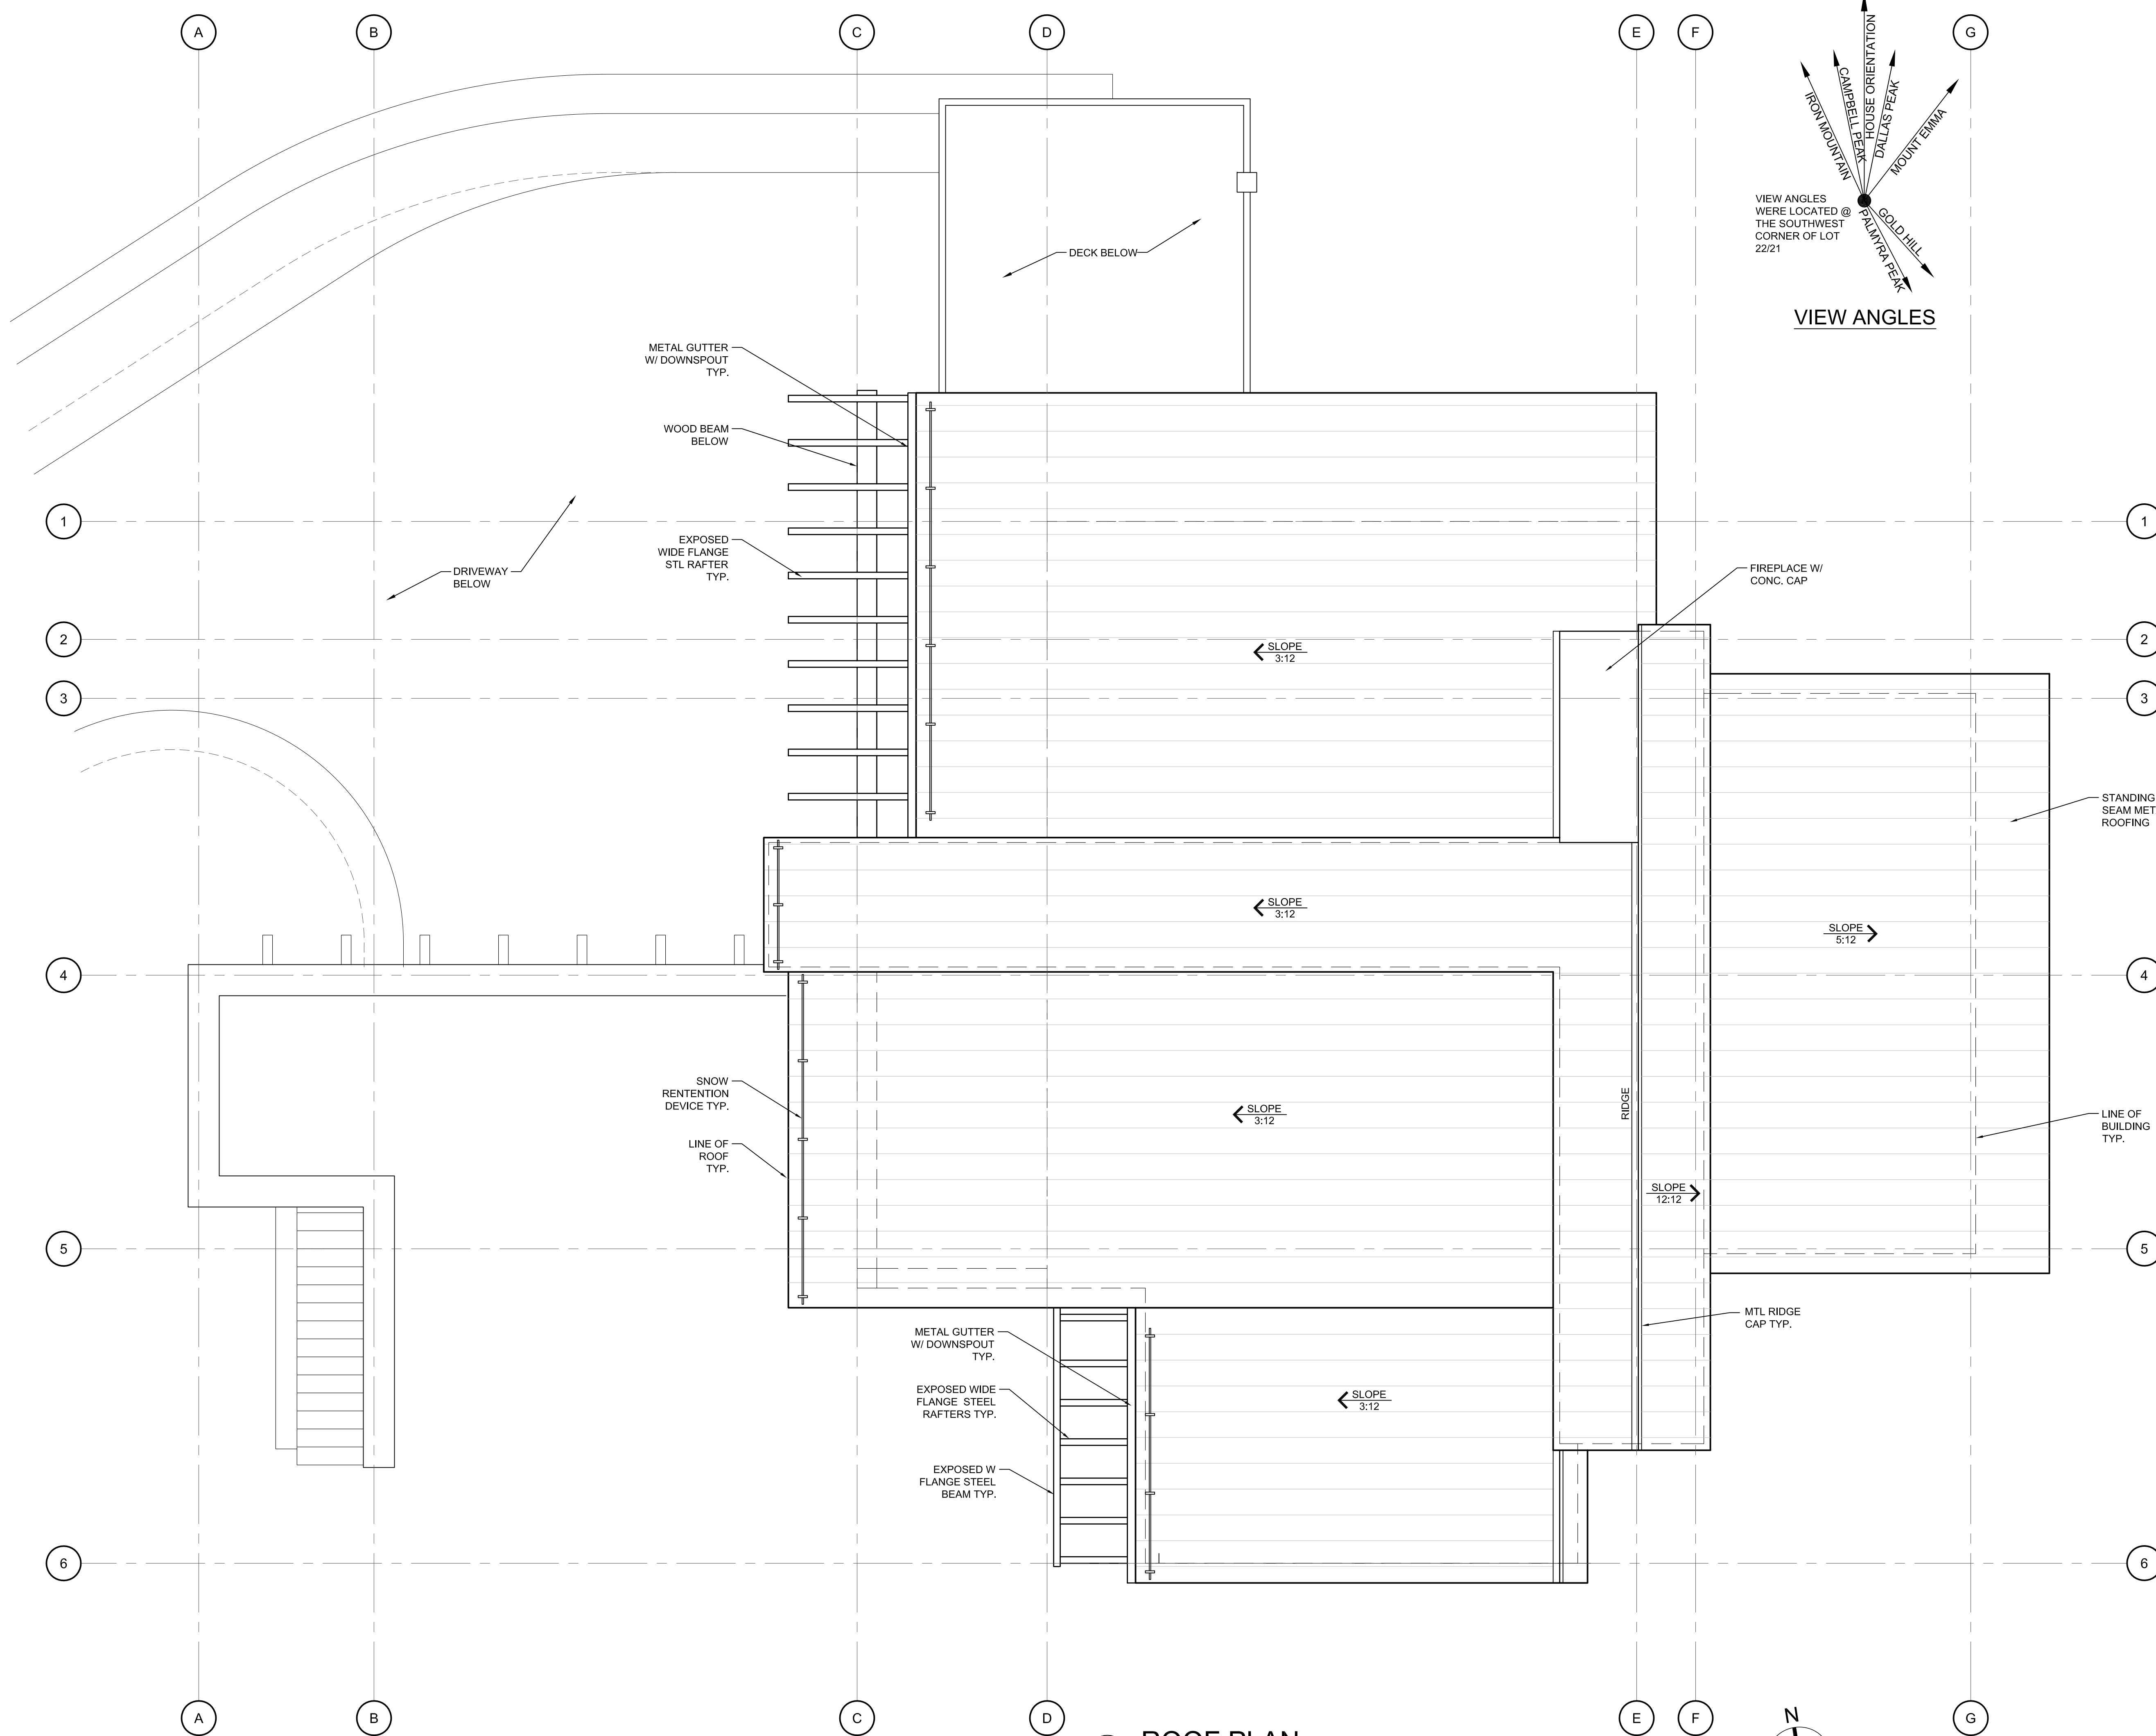 A
B
C
D
E
F
G
IRON MOUNTAIN
CAMPBELL PEAK
HOUSE ORIENTATION
DALLAS PEAK
MOUNT EMMA
GOLD HILL
PALMYRA PEAK
VIEW ANGLES
WERE LOCATED @
THE SOUTHWEST
CORNER OF LOT
22/21
VIEW ANGLES
DECK BELOW
METAL GUTTER
W/ DOWNSPOUT
TYP.
WOOD BEAM
BELOW
1
1
EXPOSED
WIDE FLANGE
STL RAFTER
TYP.
DRIVEWAY
BELOW
FIREPLACE W/
CONC. CAP
2
2
SLOPE
3:12
3
3
STANDING
SEAM MET
ROOFING
SLOPE
3:12
SLOPE
5:12
4
4
SNOW
RENTENTION
DEVICE TYP.
LINE OF
ROOF
TYP.
SLOPE
3:12
RIDGE
LINE OF
BUILDING
TYP.
SLOPE
12:12
5
5
MTL RIDGE
CAP TYP.
METAL GUTTER
W/ DOWNSPOUT
TYP.
EXPOSED WIDE
FLANGE STEEL
RAFTERS TYP.
EXPOSED W
FLANGE STEEL
BEAM TYP.
SLOPE
3:12
6
6
A
B
C
D
E
F
G
ROOF PLAN
N